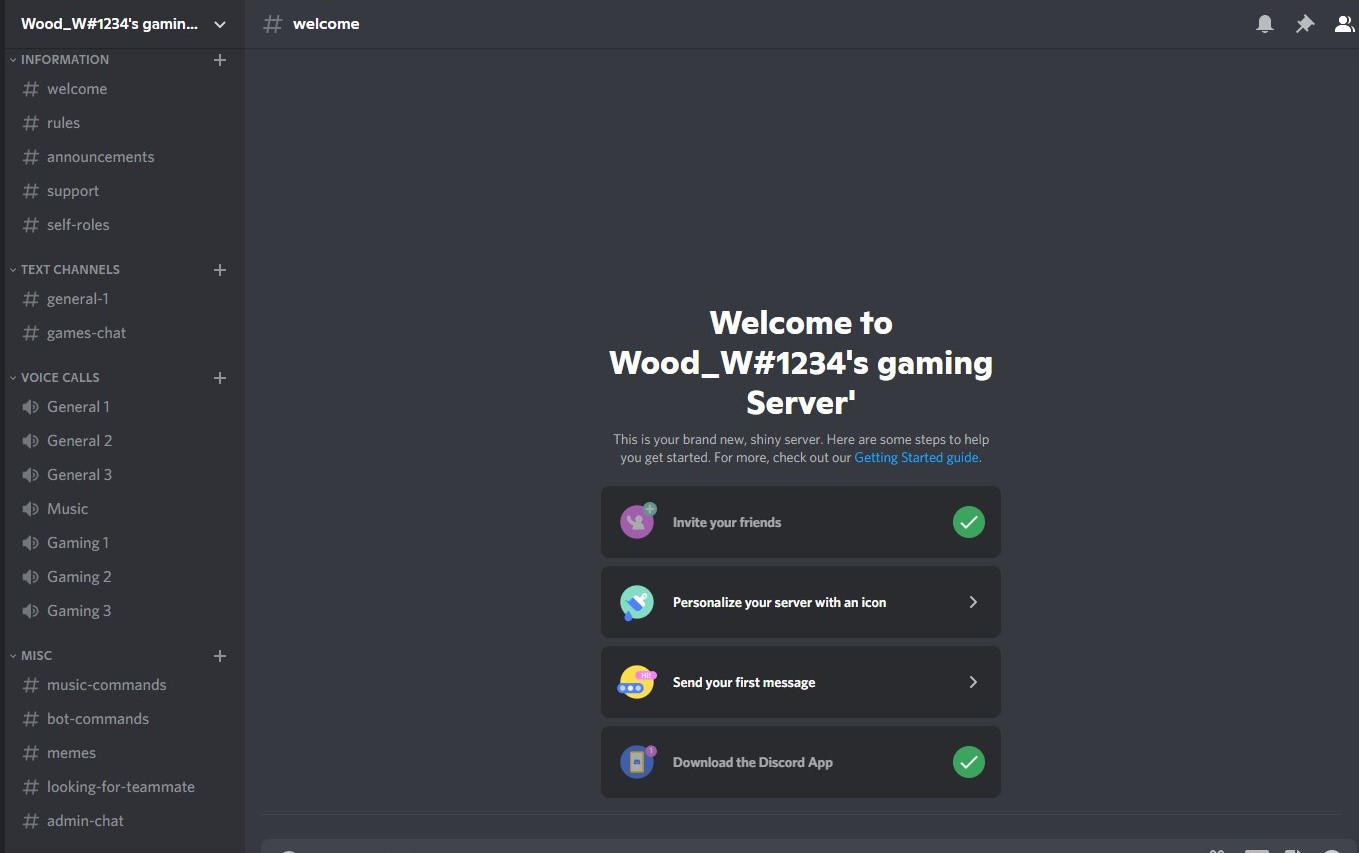 Wood_W#1234's gamin...
welcome
INFORMATION
welcome
rules
announcements
support
self-roles
TEXT CHANNELS
general-1
games-chat
VOICE CALLS
General 1
General 2
General 3
Music
Gaming 1
Gaming 2
Gaming 3
MISC
music-commands
bot-commands
memes
looking-for-teammate
admin-chat
Welcome to
Wood_W#1234's gaming
Server'
This is your brand new, shiny server. Here are some steps to help
you get started. For more, check out our Getting Started guide.
Invite your friends
Personalize your server with an icon
HI!
Send your first message
1
Download the Discord App